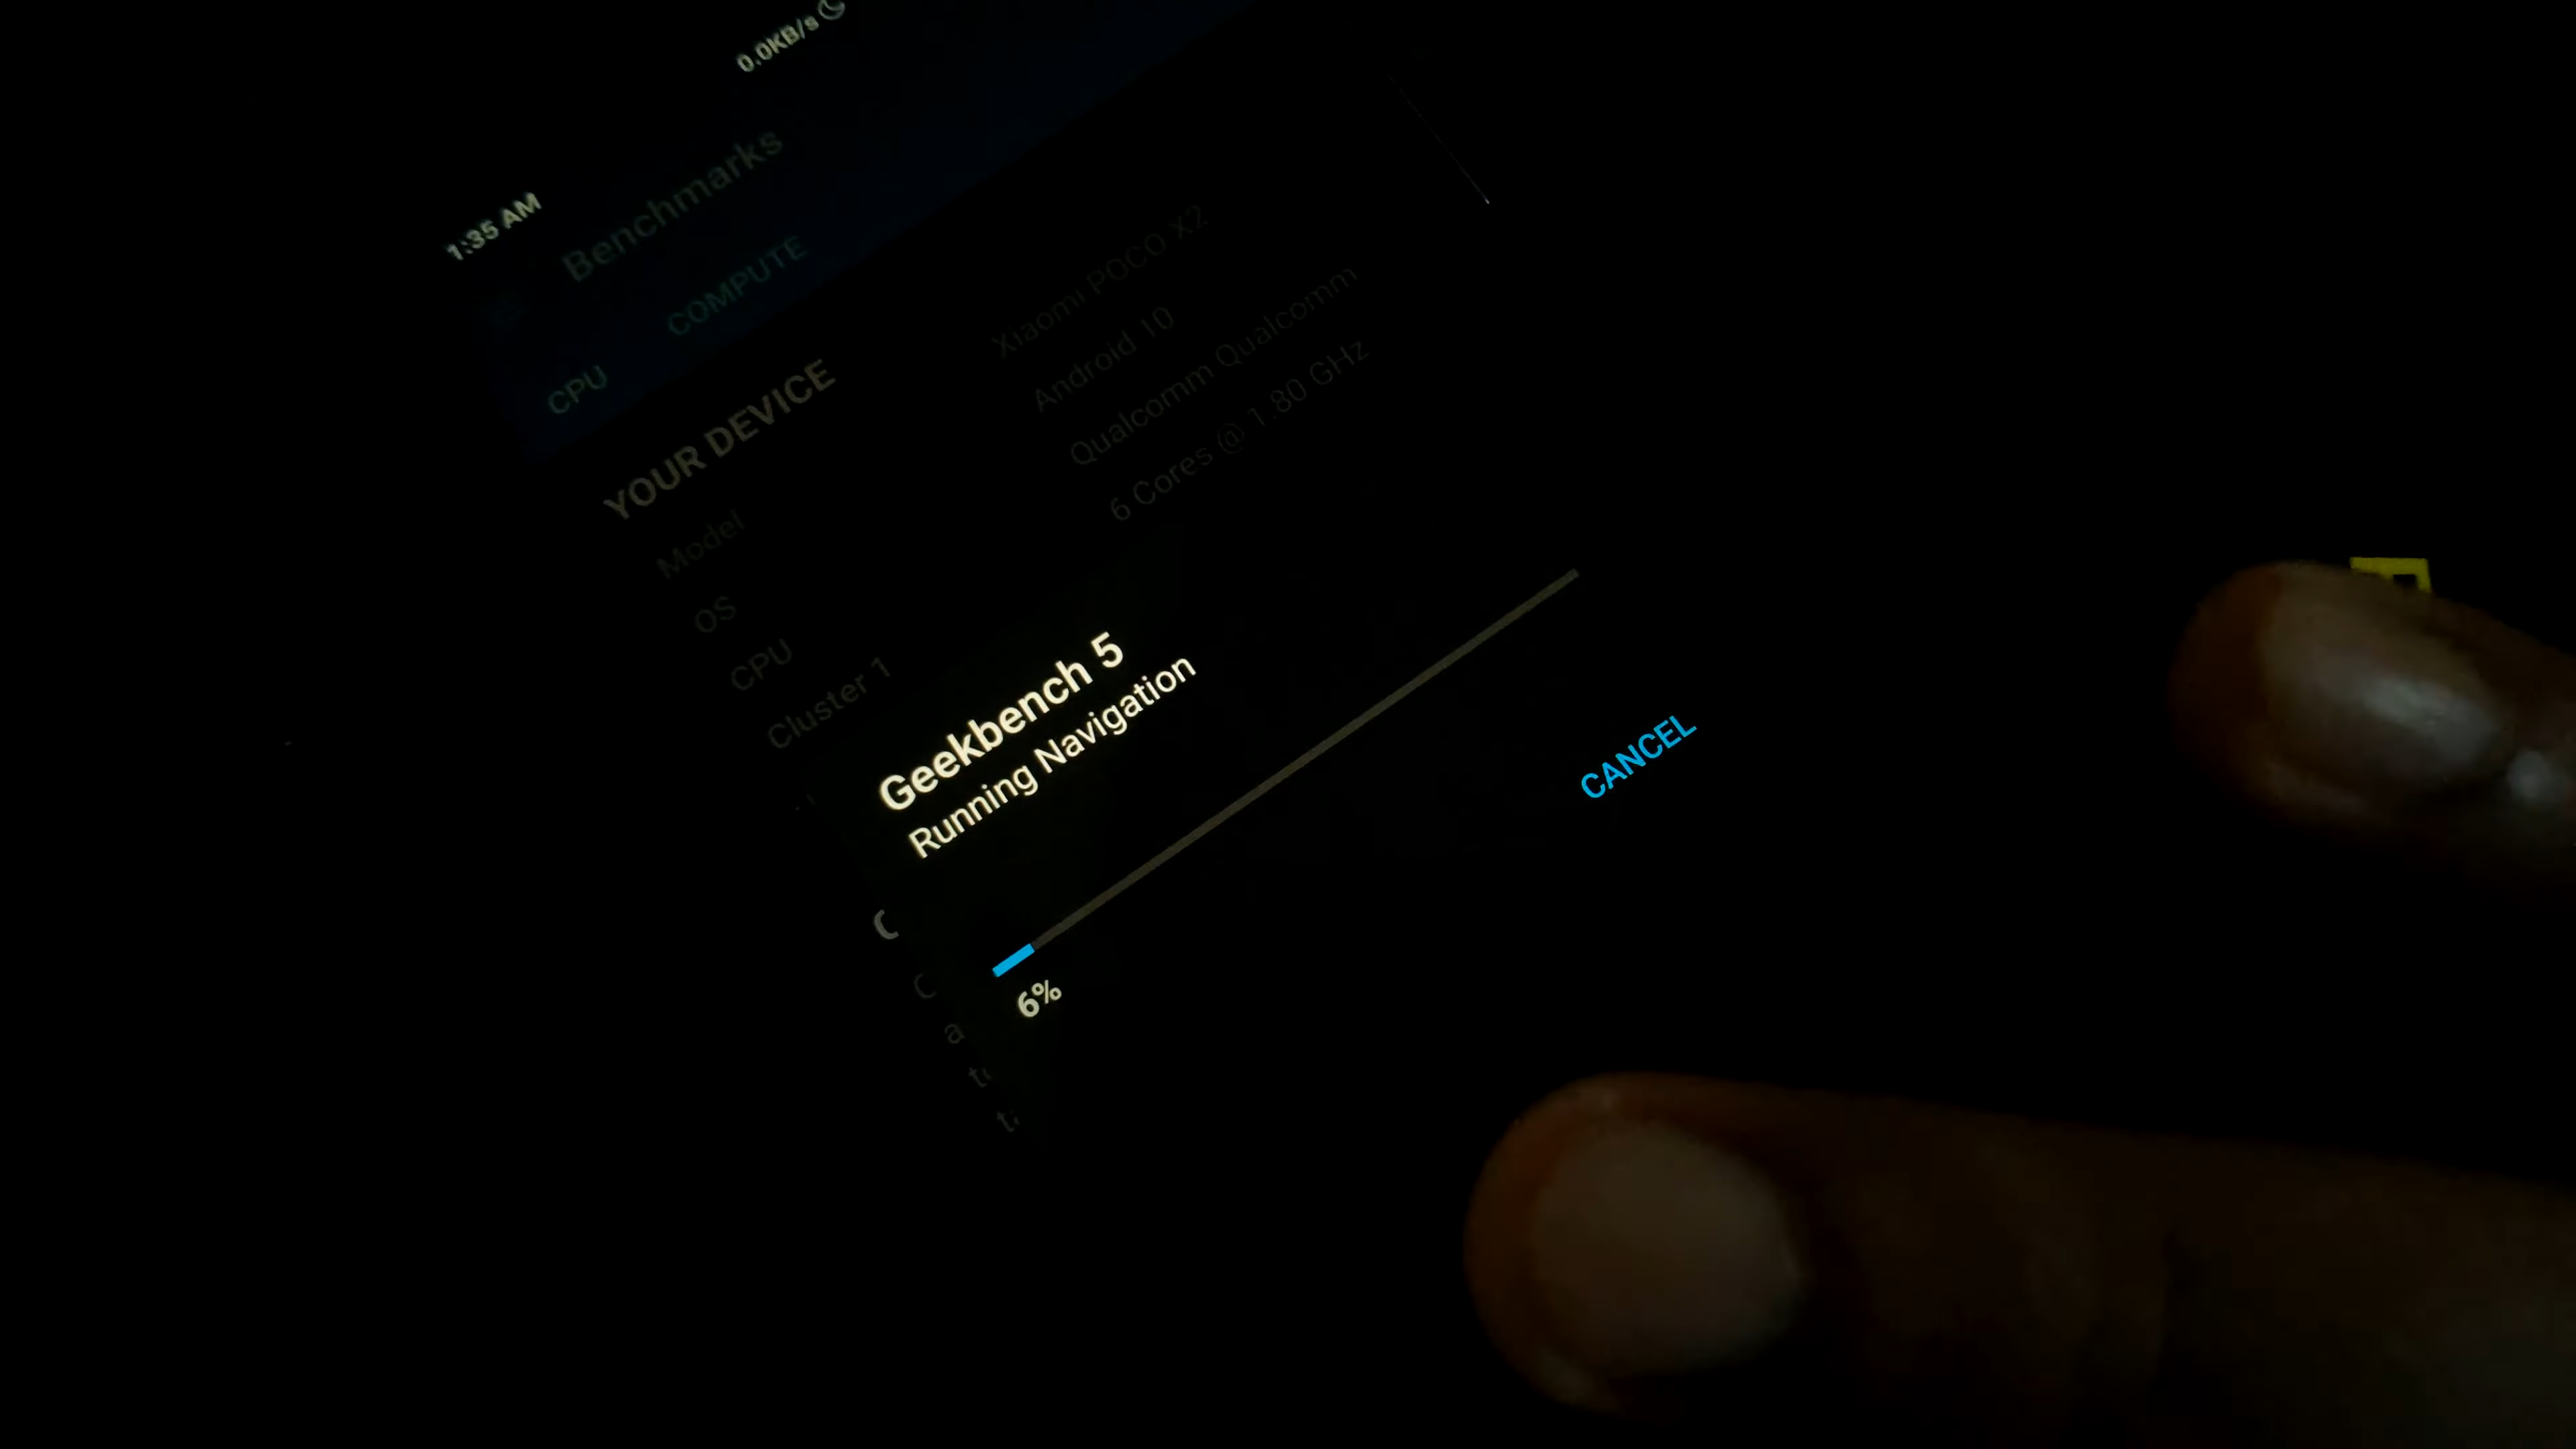 1:35 AM 0.0KB/s
Benchmarks
CPU COMPUTE
YOUR DEVICE
Model Xiaomi POCO X2
OS Android 10
CPU Qualcomm Qualcomm
Cluster 1 6 Cores @ 1.80 GHz
Geekbench 5
Running Navigation
6%
CANCEL
C
a